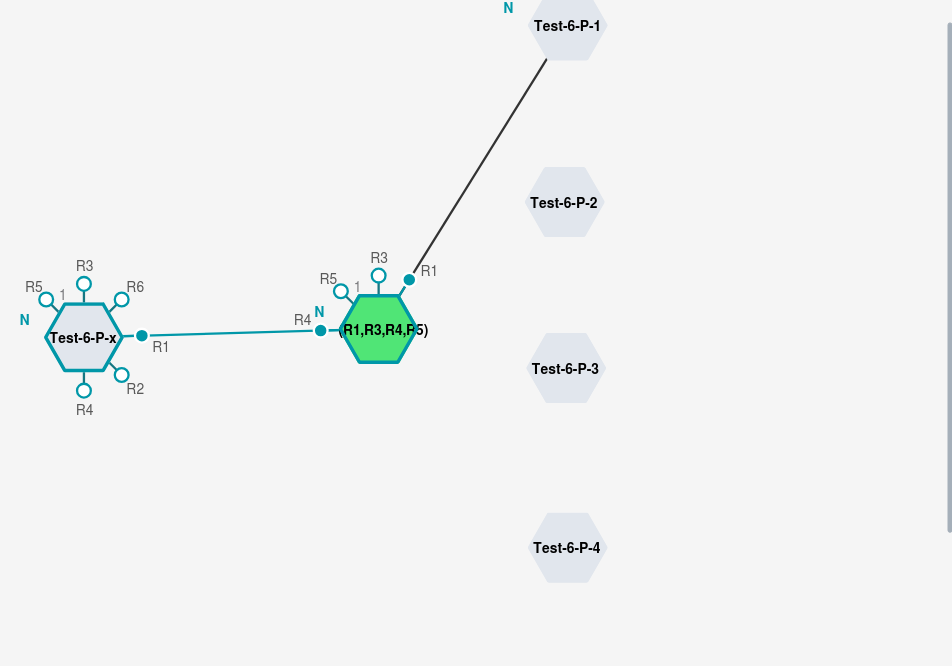 N
Test-6-P-1
Test-6-P-2
R3
R1
R5
1
N
R4
(R1,R3,R4,R5)
R3
R5
1
R6
N
Test-6-P-x
R1
R2
R4
Test-6-P-3
Test-6-P-4